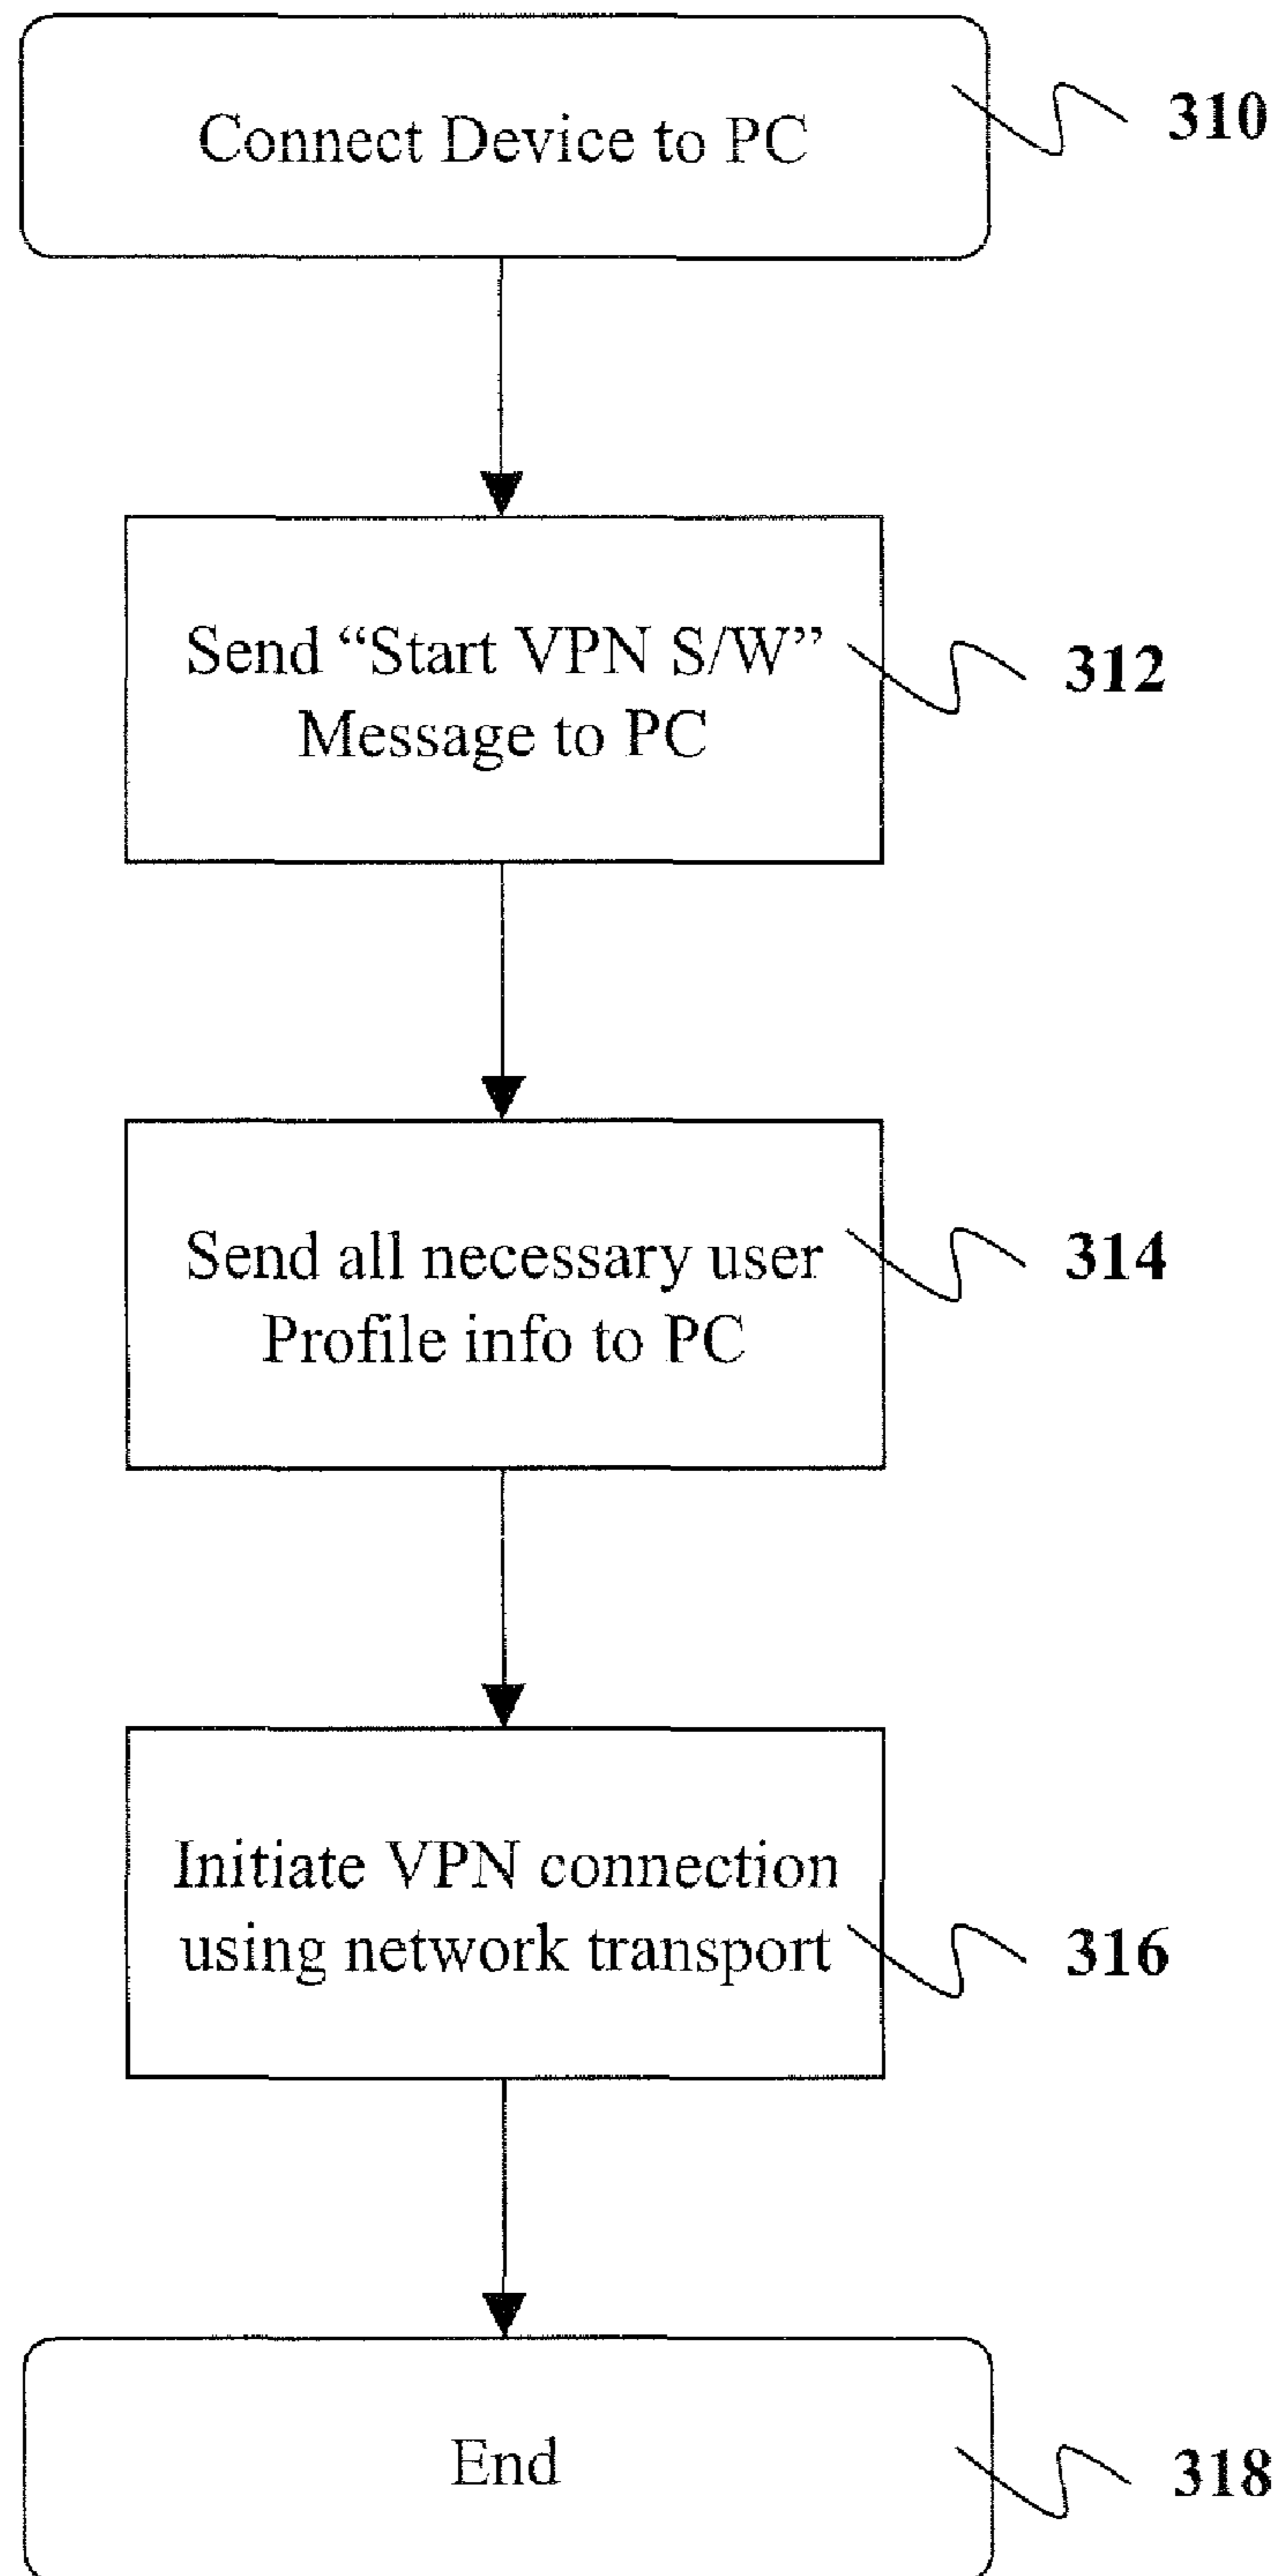 Connect Device to PC
310
Send “Start VPN S/W”
Message to PC
312
Send all necessary user
Profile info to PC
314
Initiate VPN connection
using network transport
316
End
318